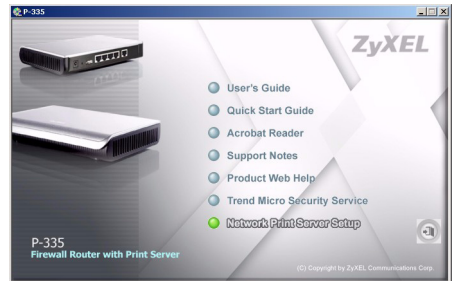 P-335
ZyXEL
User's Guide
Quick Start Guide
Acrobat Reader
Support Notes
Product Web Help
Trend Micro Security Service
Network Print Server Setup
P-335
Firewall Router with Print Server
(C) Copyright by ZyXEL Communications Corp.